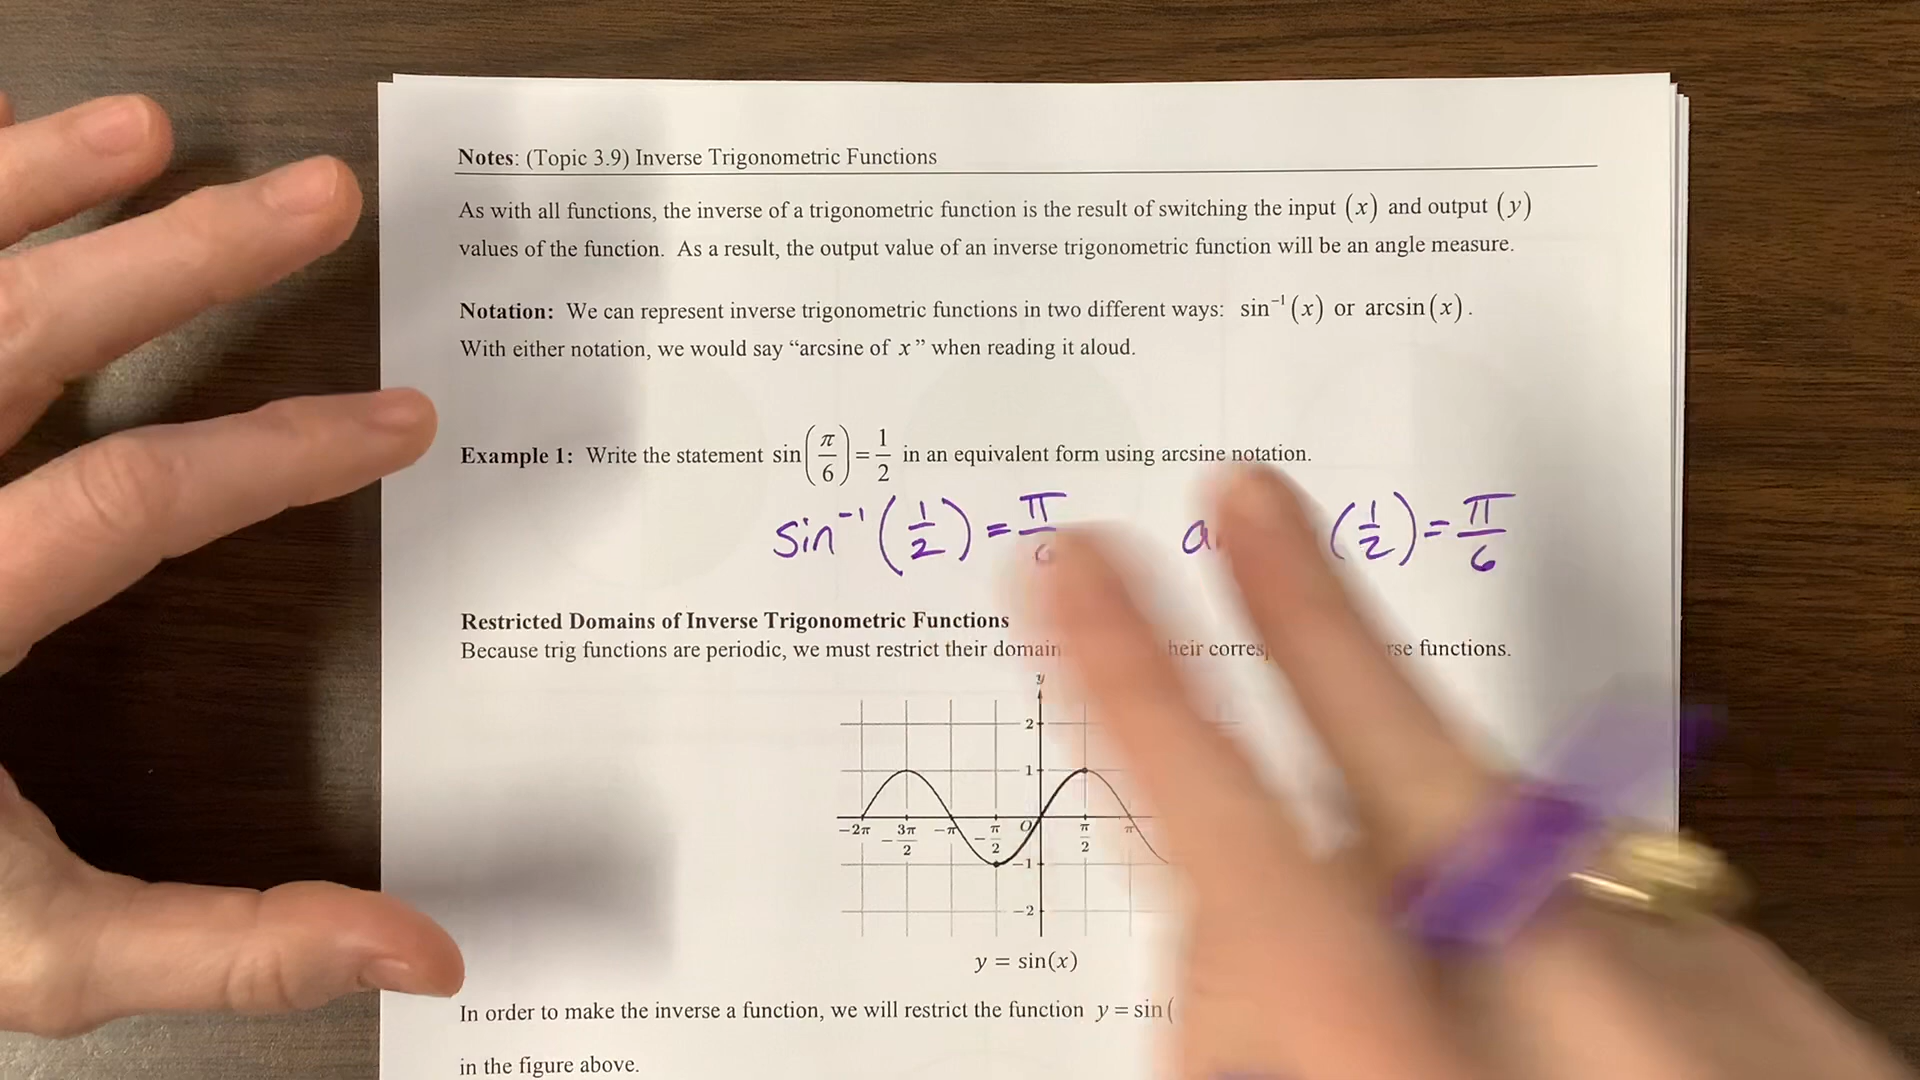 Notes: (Topic 3.9) Inverse Trigonometric Functions
As with all functions, the inverse of a trigonometric function is the result of switching the input (x) and output (y)
values of the function. As a result, the output value of an inverse trigonometric function will be an angle measure.
Notation: We can represent inverse trigonometric functions in two different ways: sin⁻¹(x) or arcsin(x).
With either notation, we would say “arcsine of x” when reading it aloud.
Example 1: Write the statement sin(π/6) = 1/2 in an equivalent form using arcsine notation.
sin⁻¹(1/2) = π/6 (1/2) = π/6
Restricted Domains of Inverse Trigonometric Functions
Because trig functions are periodic, we must restrict their domain functions.
y
2
1
−2π −3π/2 −π −π/2 O π/2 π
−1
−2
y = sin(x)
In order to make the inverse a function, we will restrict the function y = sin(
in the figure above.